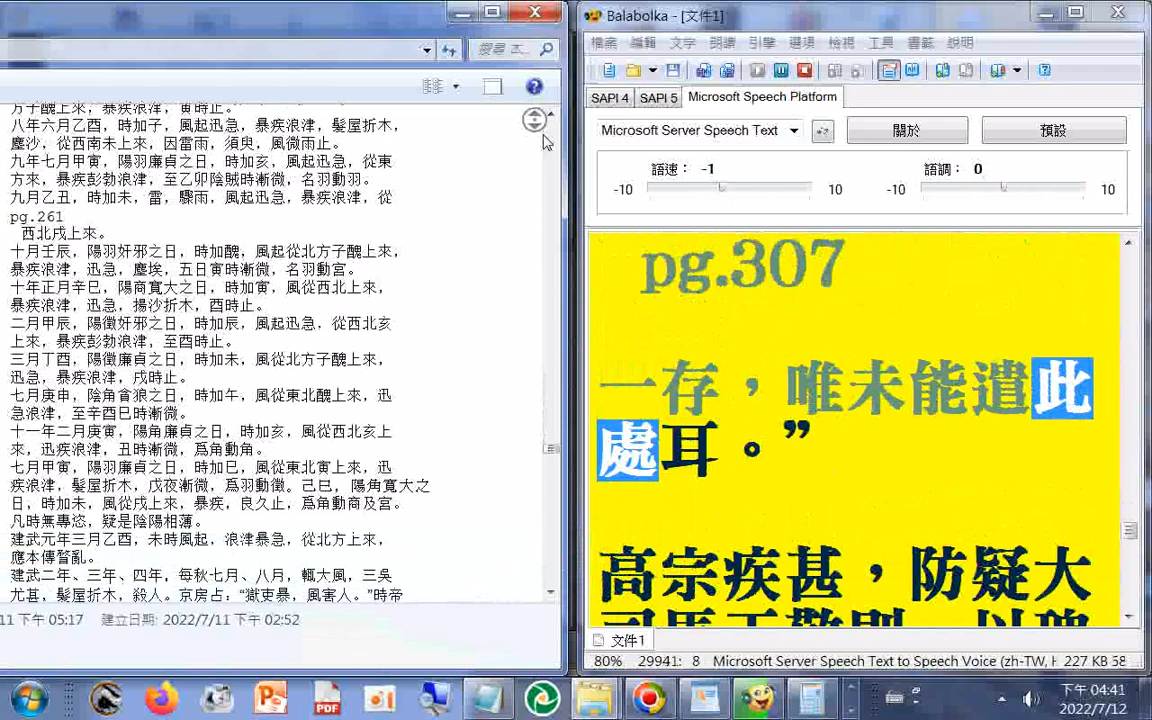 方子醜上來，暴疾浪津，寅時止。
八年六月乙酉，時加子，風起迅急，暴疾浪津，髮屋折木，
塵沙，從西南未上來，因雷雨，須臾，風微雨止。
九年七月甲寅，陽羽廉貞之日，時加亥，風起迅急，從東
方來，暴疾彭勃浪津，至乙卯陰賊時漸微，名羽動羽。
九月乙丑，時加未，雷，驟雨，風起迅急，暴疾浪津，從
pg.261
西北戌上來。
十月壬辰，陽羽奸邪之日，時加醜，風起從北方子醜上來，
暴疾浪津，迅急，塵埃，五日寅時漸微，名羽動宮。
十年正月辛巳，陽商寬大之日，時加寅，風從西北上來，
暴疾浪津，迅急，揚沙折木，酉時止。
二月甲辰，陽徵奸邪之日，時加辰，風起迅急，從西北亥
上來，暴疾彭勃浪津，至酉時止。
三月丁酉，陽徵廉貞之日，時加未，風從北方子醜上來，
迅急，暴疾浪津，戌時止。
七月庚申，陰角貪狼之日，時加午，風從東北醜上來，迅
急浪津，至辛酉巳時漸微。
十一年二月庚寅，陽角廉貞之日，時加亥，風從西北亥上
來，迅疾浪津，丑時漸微，爲角動角。
七月甲寅，陽羽廉貞之日，時加巳，風從東北寅上來，迅
疾浪津，髮屋折木，戊夜漸微，爲羽動徵。己巳，陽角寬大之
日，時加未，風從戌上來，暴疾，良久止，爲角動商及宮。
凡時無專恣，疑是陰陽相薄。
建武元年三月乙酉，未時風起，浪津暴急，從北方上來，
應本傳瞀亂。
建武二年、三年、四年，每秋七月、八月，輒大風，三吳
尤甚，髮屋折木，殺人。京房占：“獄吏暴，風害人。”時帝
11 下午 05:17 建立日期: 2022/7/11 下午 02:52
Balabolka - [文件1]
檔案 編輯 文字 朗讀 引擎 選項 檢視 工具 書籤 說明
SAPI 4 SAPI 5 Microsoft Speech Platform
Microsoft Server Speech Text 關於 預設
語速： -1 語調： 0
-10 10 -10 10
pg.307
一存，唯未能遣此
處耳。”
高宗疾甚，防疑大
司馬王敬則，以
文件1
80% 29941: 8 Microsoft Server Speech Text to Speech Voice (zh-TW, H 227 KB 58
PDF
下午 04:41
2022/7/12